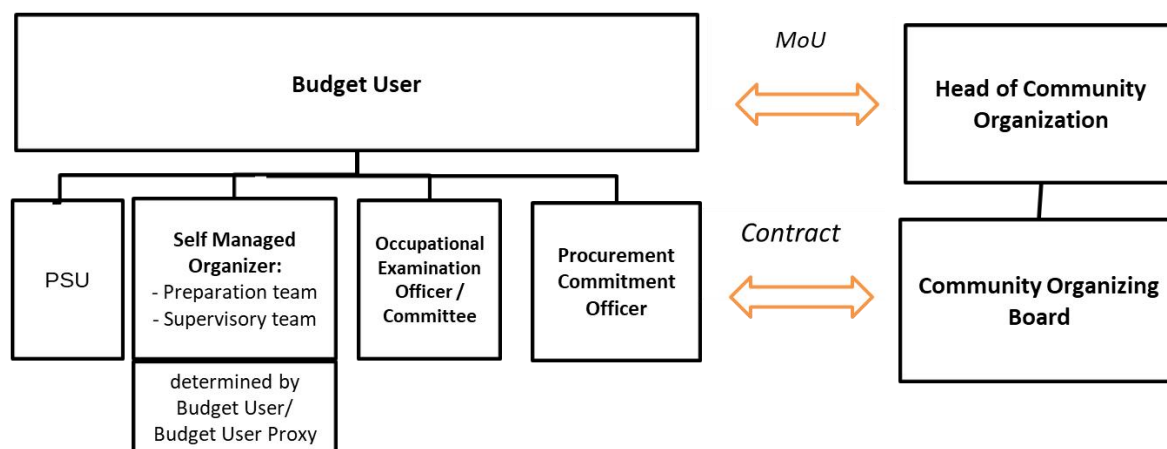 Budget User
MoU
Head of Community
Organization
PSU
Self Managed
Organizer:
- Preparation team
- Supervisory team
determined by
Budget User/
Budget User Proxy
Occupational
Examination
Officer /
Committee
Procurement
Commitment
Officer
Contract
Community Organizing
Board